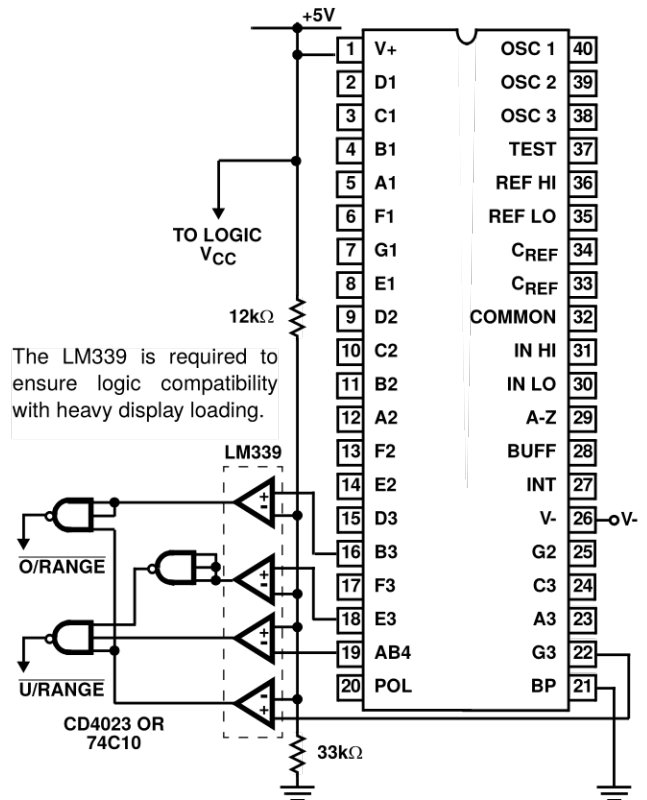 +5V
1 V+ OSC 1 40
2 D1 OSC 2 39
3 C1 OSC 3 38
4 B1 TEST 37
5 A1 REF HI 36
6 F1 REF LO 35
7 G1 CREF 34
8 E1 CREF 33
9 D2 COMMON 32
10 C2 IN HI 31
11 B2 IN LO 30
12 A2 A-Z 29
13 F2 BUFF 28
14 E2 INT 27
15 D3 V- 26 V-
16 B3 G2 25
17 F3 C3 24
18 E3 A3 23
19 AB4 G3 22
20 POL BP 21
TO LOGIC
VCC
12kΩ
The LM339 is required to
ensure logic compatibility
with heavy display loading.
LM339
+
-
+
-
+
-
-
+
O/RANGE
U/RANGE
CD4023 OR
74C10
33kΩ